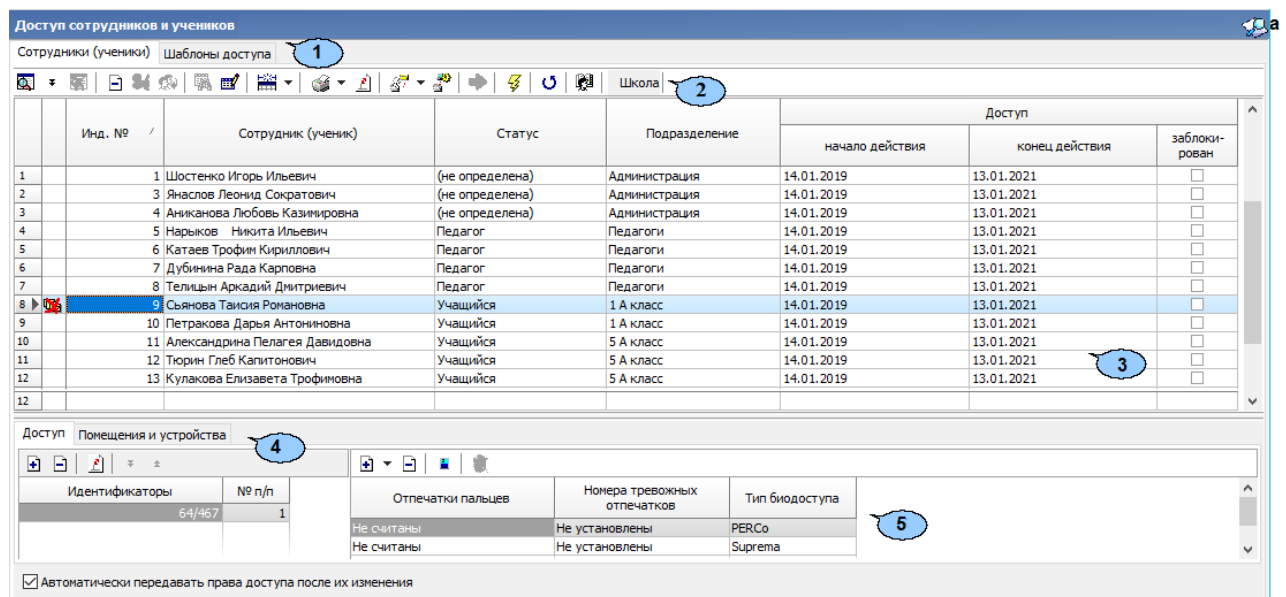 Доступ сотрудников и учеников
a
Сотрудники (ученики) Шаблоны доступа 1
Школа 2
Инд. № / Сотрудник (ученик) Статус Подразделение Доступ
начало действия конец действия заблоки-
рован
1 1 Шостенко Игорь Ильевич (не определена) Администрация 14.01.2019 13.01.2021
2 3 Янаслов Леонид Сократович (не определена) Администрация 14.01.2019 13.01.2021
3 4 Аниканова Любовь Казимировна (не определена) Администрация 14.01.2019 13.01.2021
4 5 Нарыков Никита Ильевич Педагог Педагоги 14.01.2019 13.01.2021
5 6 Катаев Трофим Кириллович Педагог Педагоги 14.01.2019 13.01.2021
6 7 Дубинина Рада Карповна Педагог Педагоги 14.01.2019 13.01.2021
7 8 Телицын Аркадий Дмитриевич Педагог Педагоги 14.01.2019 13.01.2021
8 9 Сьянова Таисия Романовна Учащийся 1 А класс 14.01.2019 13.01.2021
9 10 Петракова Дарья Антониновна Учащийся 1 А класс 14.01.2019 13.01.2021
10 11 Александрина Пелагея Давидовна Учащийся 5 А класс 14.01.2019 13.01.2021
11 12 Тюрин Глеб Капитонович Учащийся 5 А класс 14.01.2019 13.01.2021 3
12 13 Кулакова Елизавета Трофимовна Учащийся 5 А класс 14.01.2019 13.01.2021
12
Доступ Помещения и устройства 4
Идентификаторы № п/п
64/467 1
Отпечатки пальцев Номера тревожных
отпечатков Тип биодоступа
Не считаны Не установлены PERCo 5
Не считаны Не установлены Suprema
Автоматически передавать права доступа после их изменения